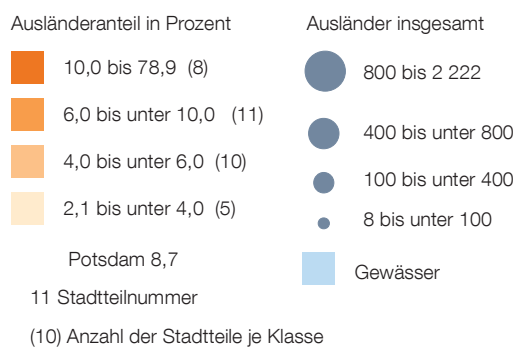 Ausländeranteil in Prozent
10,0 bis 78,9 (8)
6,0 bis unter 10,0 (11)
4,0 bis unter 6,0 (10)
2,1 bis unter 4,0 (5)
Potsdam 8,7
11 Stadtteilnummer
(10) Anzahl der Stadtteile je Klasse
Ausländer insgesamt
800 bis 2 222
400 bis unter 800
100 bis unter 400
8 bis unter 100
Gewässer